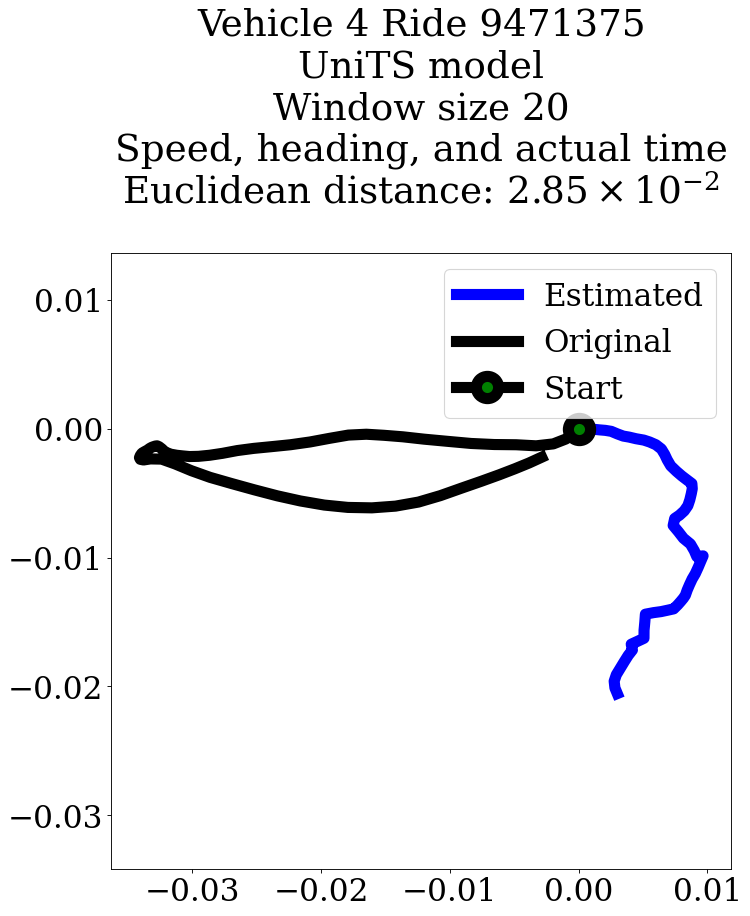 Vehicle 4 Ride 9471375
UniTS model
Window size 20
Speed, heading, and actual time
Euclidean distance: 2.85 × 10⁻²
Estimated
Original
Start
0.01
0.00
−0.01
−0.02
−0.03
−0.03 −0.02 −0.01 0.00 0.01